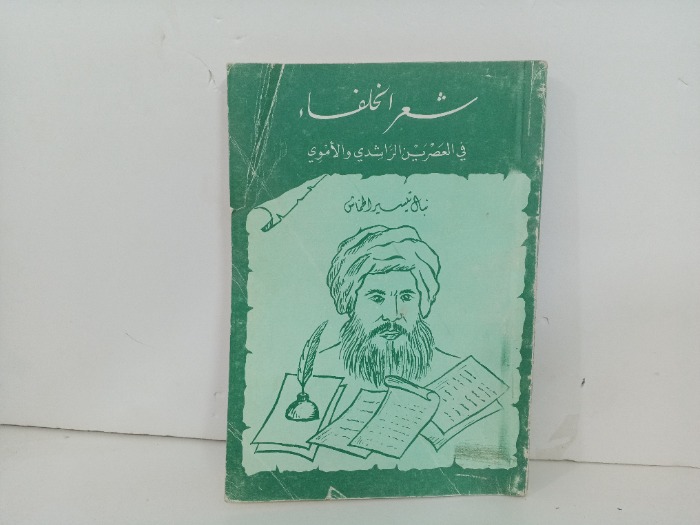 شعر الخلفاء
في العصرين الراشدي والأموي
نبال تيسير الخماش